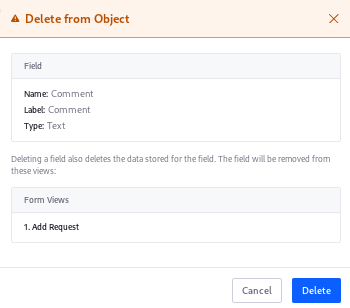 Delete from Object
Field
Name: Comment
Label: Comment
Type: Text
Deleting a field also deletes the data stored for the field. The field will be removed from
these views:
Form Views
1. Add Request
Cancel
Delete